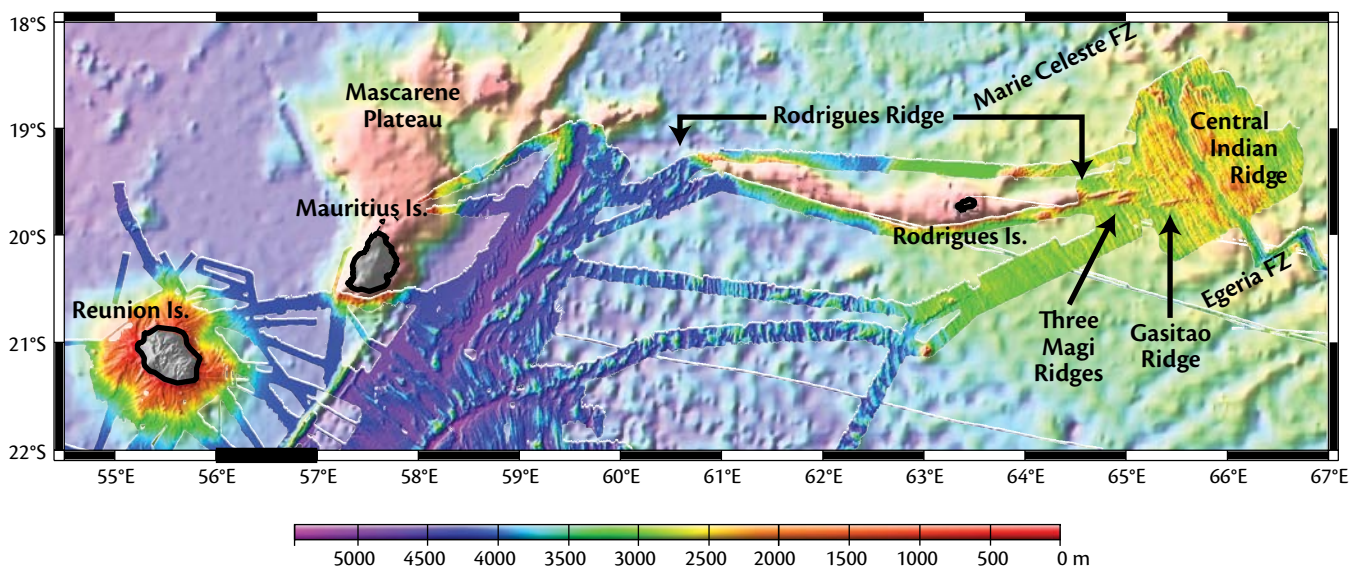 18°S
19°S
20°S
21°S
22°S
Mascarene
Plateau
Mauritius Is.
Reunion Is.
Rodrigues Ridge
Marie Celeste FZ
Central
Indian
Ridge
Rodrigues Is.
Egeria FZ
Three
Magi
Ridges
Gasitao
Ridge
55°E 56°E 57°E 58°E 59°E 60°E 61°E 62°E 63°E 64°E 65°E 66°E 67°E
5000 4500 4000 3500 3000 2500 2000 1500 1000 500 0 m